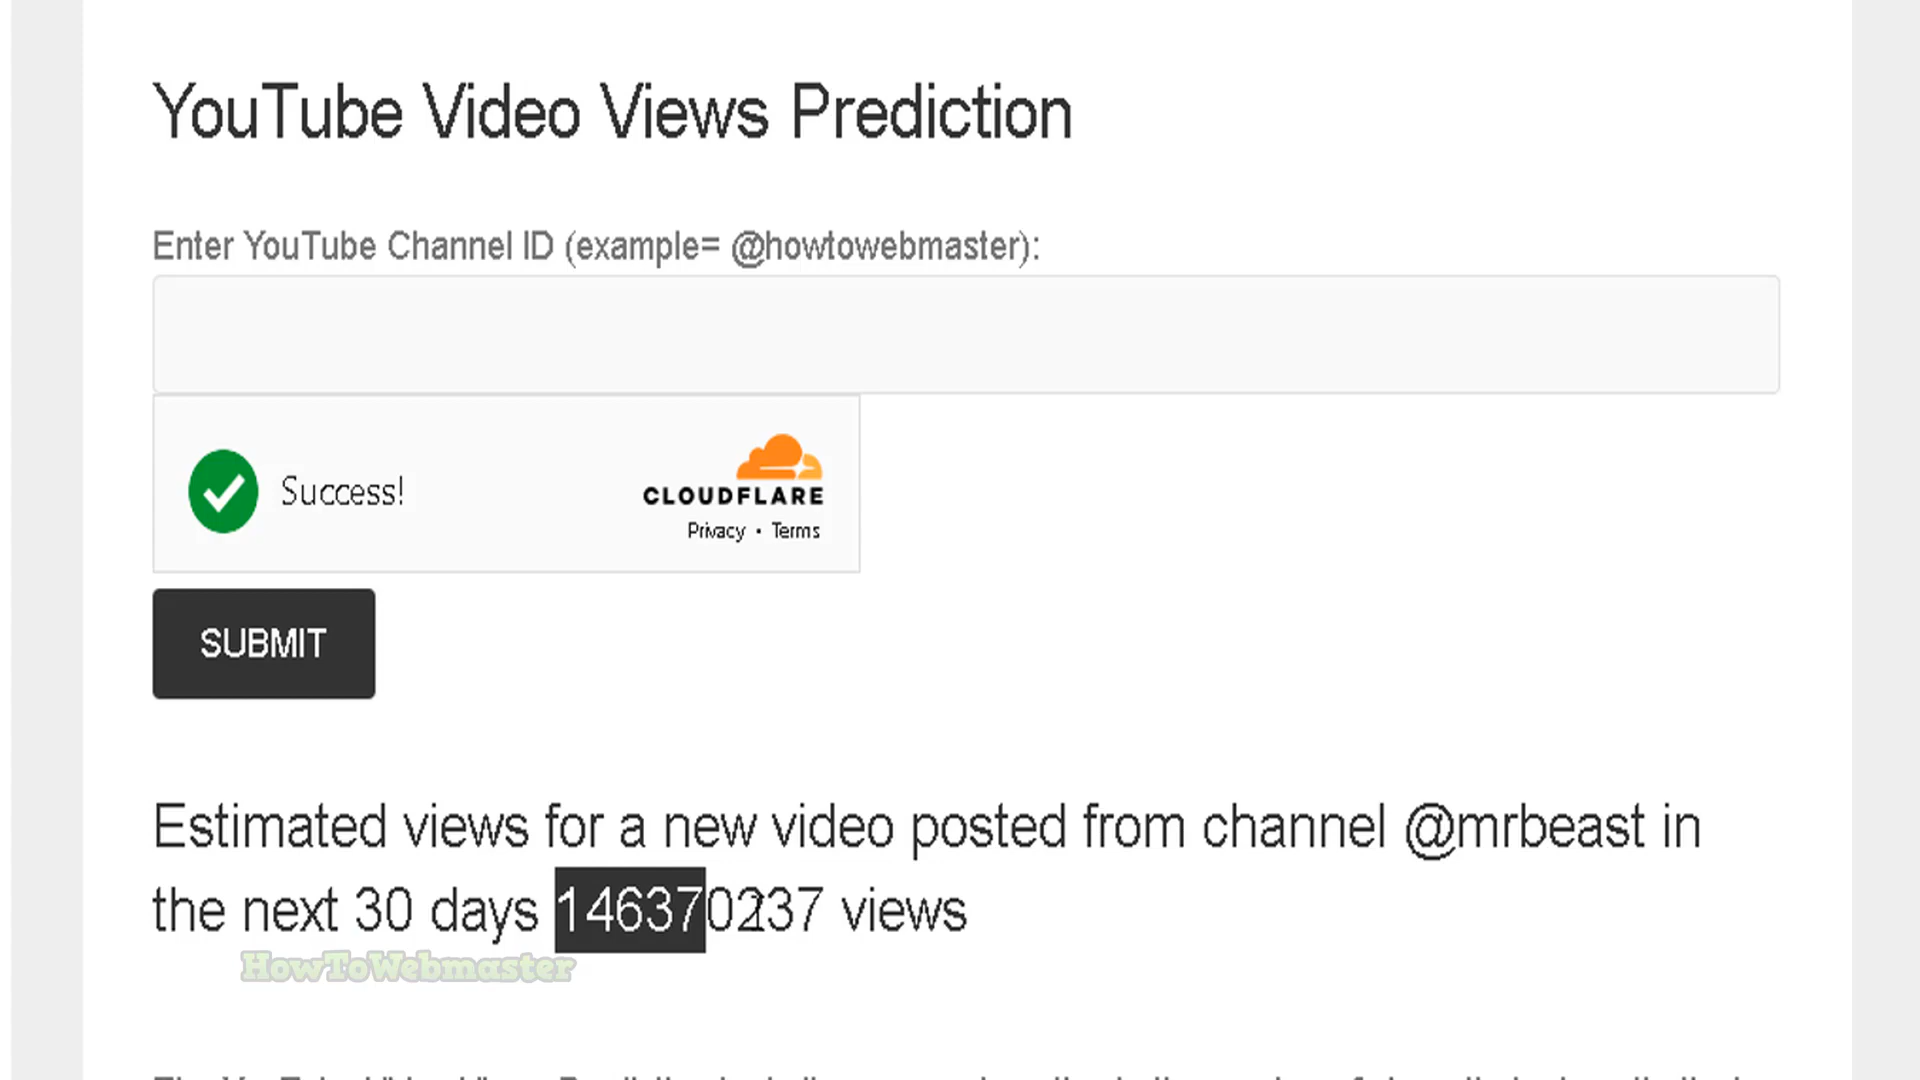 YouTube Video Views Prediction
Enter YouTube Channel ID (example= @howtowebmaster):
Success!
CLOUDFLARE
Privacy • Terms
SUBMIT
Estimated views for a new video posted from channel @mrbeast in
the next 30 days 146370237 views
HowToWebmaster